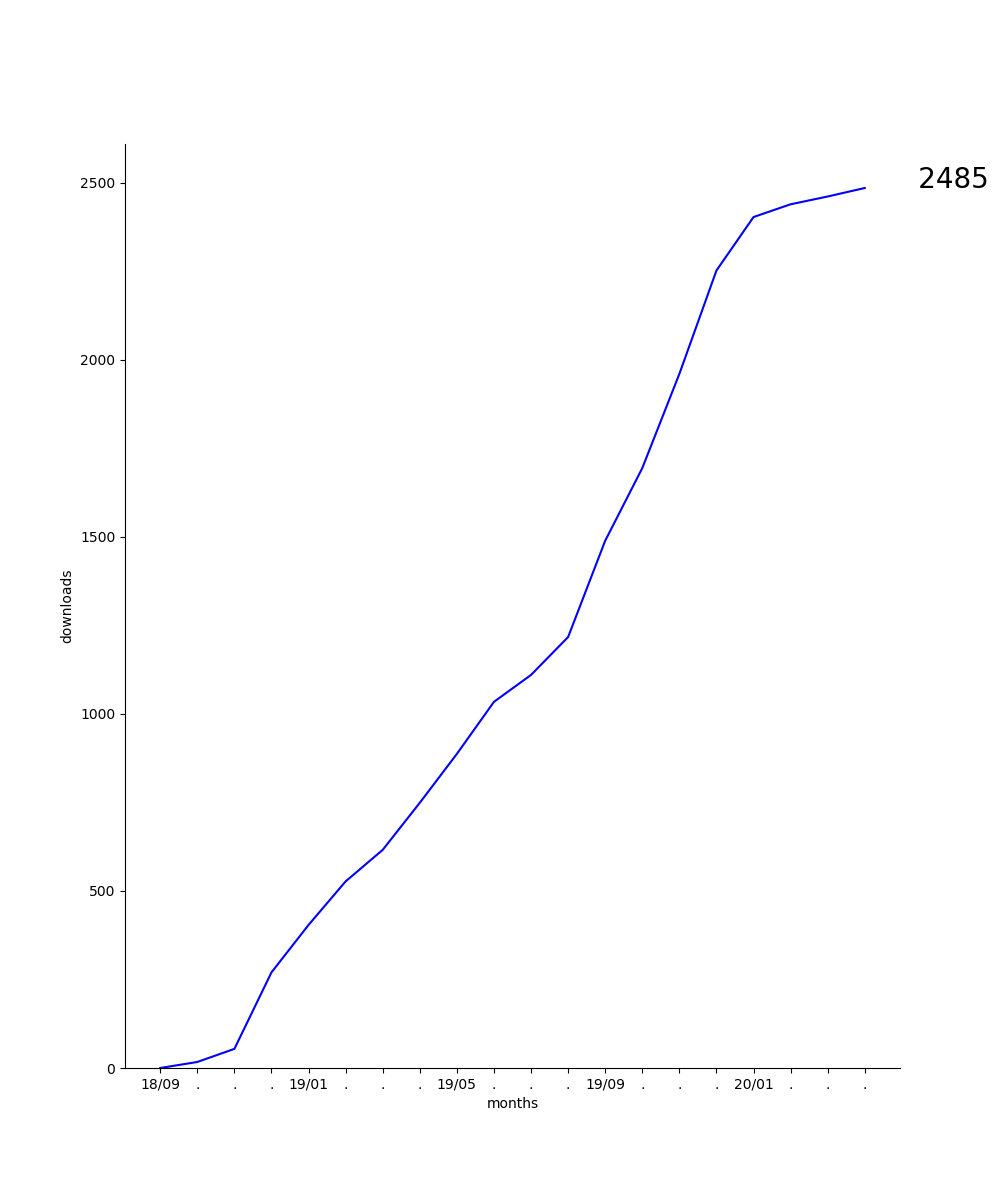 2485
2500
2000
1500
1000
500
0
downloads
18/09 . . . 19/01 . . . 19/05 . . . 19/09 . . . 20/01 . . .
months